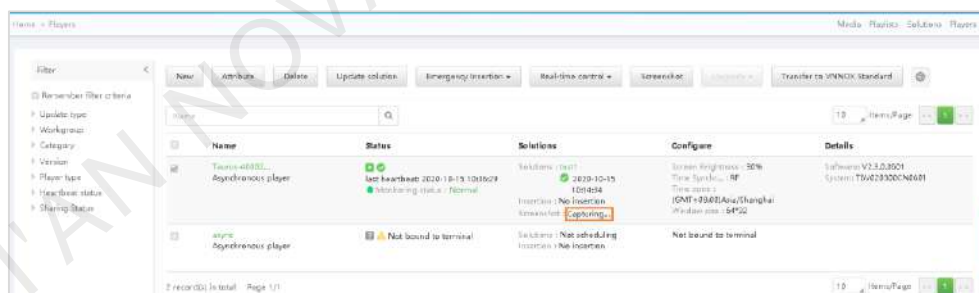 Home > Players
Media Playlists Solutions Players
Filter <
Remember filter criteria
Update type
Workgroup
Category
Version
Player type
Heartbeat status
Sharing Status
New Attribute Delete Update solution Emergency Insertion Real-time control Screenshot Transfer to VNNOX Standard
10 Items/Page << 1 >>
Name Status Solutions Configure Details
Asynchronous player
last heartbeat: 2020-10-15 10:16:29
Monitoring status : Normal
Solutions : test1
2020-10-15
10:14:34
Insertion : No insertion
Screenshot : Capturing...
Screen Brightness : 50%
Time Synchr... : RF
Time zone :
(GMT+08:00)Asia/Shanghai
Window size : 64*32
Software: V2.3.0.0601
async
Asynchronous player
Not bound to terminal
Solutions : Not scheduling
Insertion : No insertion
Not bound to terminal
2 record(s) in total Page 1/1
10 Items/Page << 1 >>